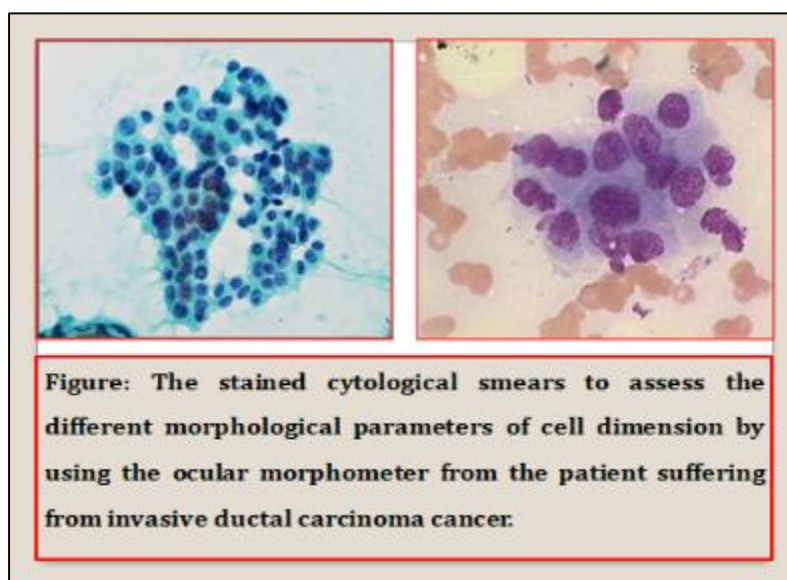 Figure: The stained cytological smears to assess the
different morphological parameters of cell dimension by
using the ocular morphometer from the patient suffering
from invasive ductal carcinoma cancer.